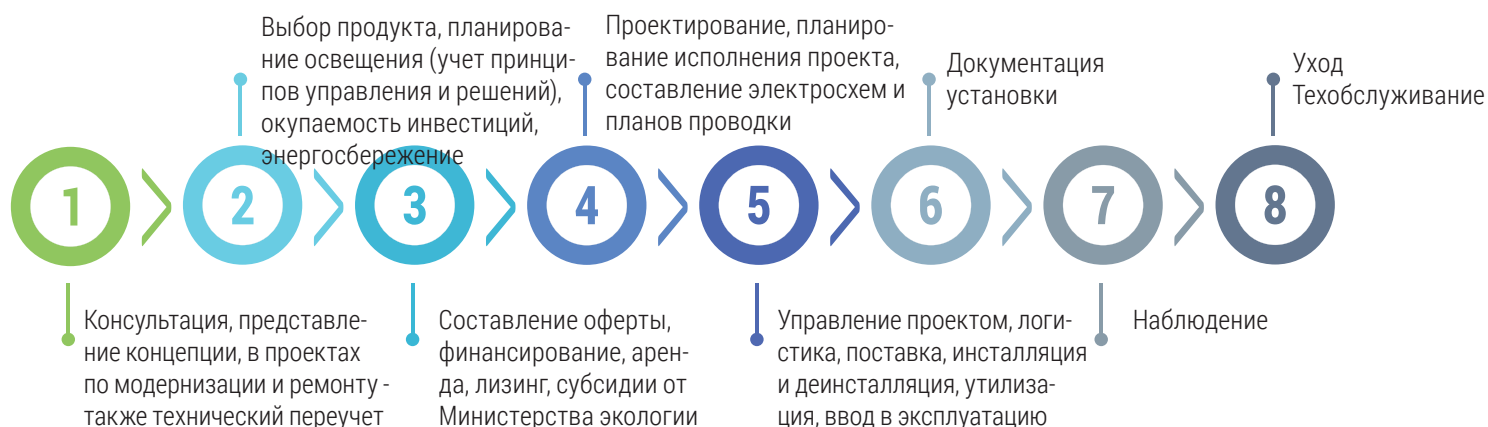 Выбор продукта, планирова-
ние освещения (учет принци-
пов управления и решений),
окупаемость инвестиций,
энергосбережение
Проектирование, планиро-
вание исполнения проекта,
составление электросхем и
планов проводки
Документация
установки
Уход
Техобслуживание
1
2
3
4
5
6
7
8
Консультация, представле-
ние концепции, в проектах
по модернизации и ремонту -
также технический переучет
Составление оферты,
финансирование, арен-
да, лизинг, субсидии от
Министерства экологии
Управление проектом, логи-
стика, поставка, инсталляция
и деинсталляция, утилиза-
ция, ввод в эксплуатацию
Наблюдение